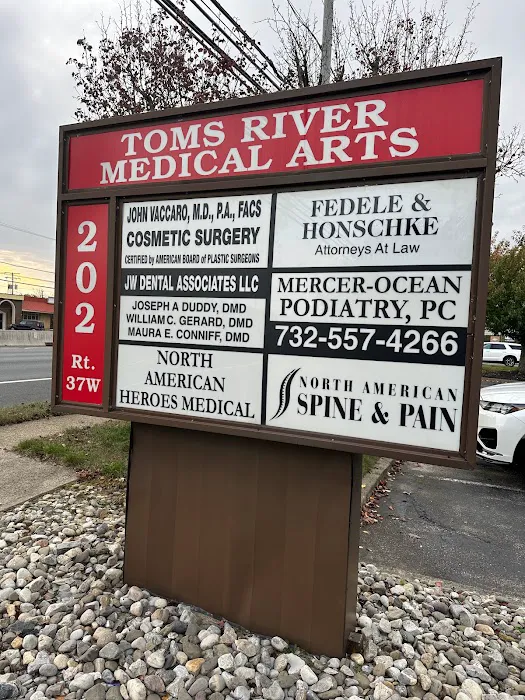 TOMS RIVER
MEDICAL ARTS
202
Rt.
37W
JOHN VACCARO, M.D., P.A., FACS
COSMETIC SURGERY
CERTIFIED by AMERICAN BOARD of PLASTIC SURGEONS
JW DENTAL ASSOCIATES LLC
JOSEPH A DUDDY, DMD
WILLIAM C. GERARD, DMD
MAURA E. CONNIFF, DMD
NORTH
AMERICAN
HEROES MEDICAL
FEDELE &
HONSCHKE
Attorneys At Law
MERCER-OCEAN
PODIATRY, PC
732-557-4266
NORTH AMERICAN
SPINE & PAIN